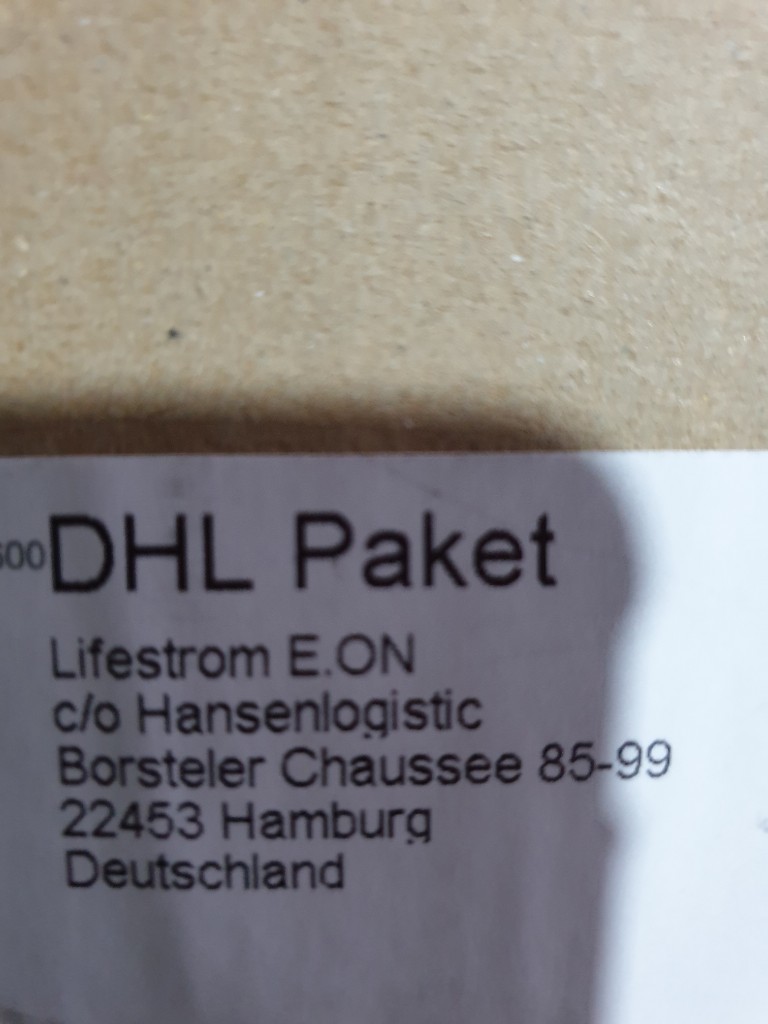 DHL Paket
Lifestrom E.ON
c/o Hansenlogistic
Borsteler Chaussee 85-99
22453 Hamburg
Deutschland